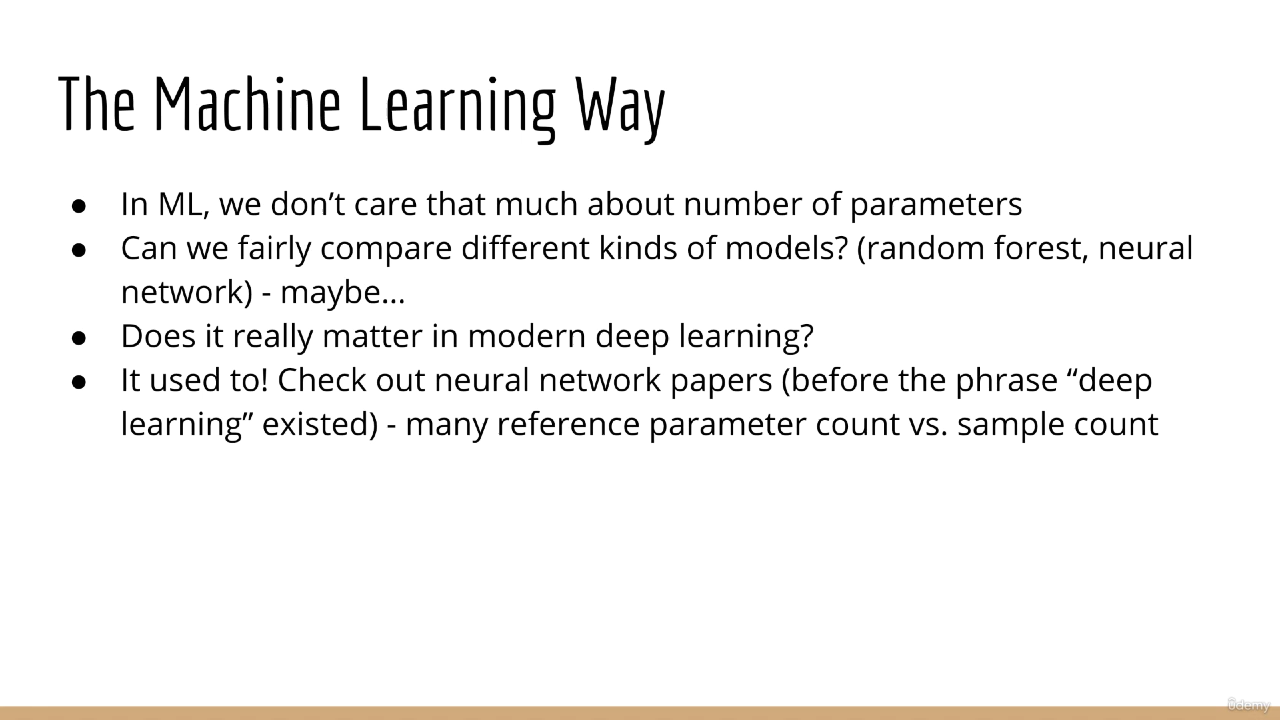 The Machine Learning Way
● In ML, we don’t care that much about number of parameters
● Can we fairly compare different kinds of models? (random forest, neural
network) - maybe...
● Does it really matter in modern deep learning?
● It used to! Check out neural network papers (before the phrase “deep
learning” existed) - many reference parameter count vs. sample count
ûdemy